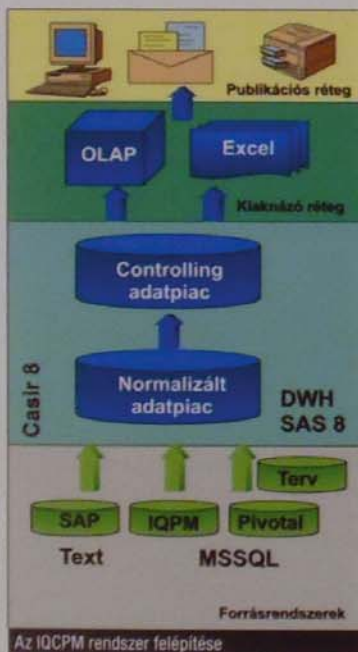 Publikációs réteg
OLAP
Excel
Kiaknázó réteg
Controlling
adatpiac
Normalizált
adatpiac
Casir 8
DWH
SAS 8
Terv
SAP
IQPM
Pivotal
Text
MSSQL
Forrásrendszerek
Az IQCPM rendszer felépítése